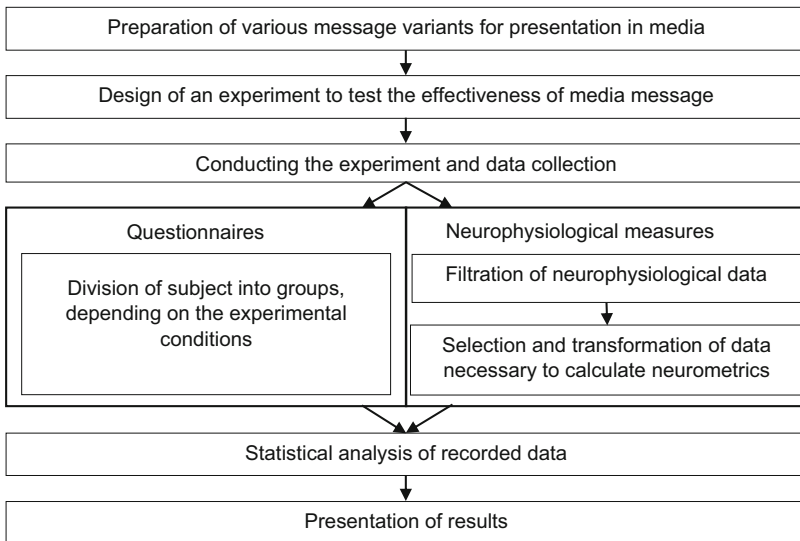 Preparation of various message variants for presentation in media
Design of an experiment to test the effectiveness of media message
Conducting the experiment and data collection
Questionnaires
Division of subject into groups,
depending on the experimental
conditions
Neurophysiological measures
Filtration of neurophysiological data
Selection and transformation of data
necessary to calculate neurometrics
Statistical analysis of recorded data
Presentation of results